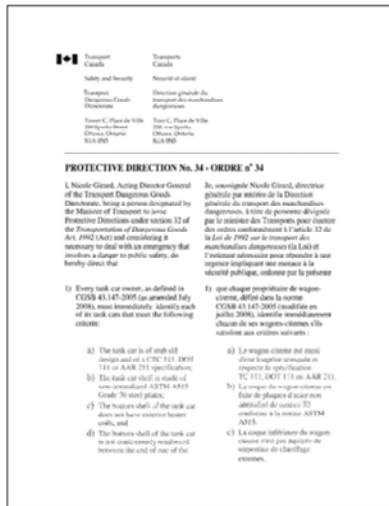 Transport Canada
Transports Canada
Safety and Security
Sécurité et sûreté
Transport
Dangerous Goods
Directorate
Direction générale du
transport des marchandises
dangereuses
Tower C, Place de Ville
330 Sparks Street
Ottawa, Ontario
K1A 0N5
Tour C, Place de Ville
330, rue Sparks
Ottawa, Ontario
K1A 0N5
PROTECTIVE DIRECTION No. 34 - ORDRE nº 34
I, Nicole Girard, Acting Director General
of the Transport Dangerous Goods
Directorate, being a person designated by
the Minister of Transport to issue
Protective Directions under section 32 of
the Transportation of Dangerous Goods
Act, 1992 (Act) and considering it
necessary to deal with an emergency that
involves a danger to public safety, do
hereby direct that
1) Every tank car owner, as defined in
CGSB 43.147-2005 (as amended July
2008), must immediately identify each
of its tank cars that meet the following
criteria:
a) The tank car is of stub sill
design and of a CTC 111, DOT
111 or AAR 211 specification;
b) The tank car shell is made of
non-normalized ASTM A515
Grade 70 steel plates;
c) The bottom shell of the tank car
does not have exterior heater
coils, and
d) The bottom shell of the tank car
is not continuously reinforced
between the end of one of the
Je, soussignée Nicole Girard, directrice
générale par intérim de la Direction
générale du transport des marchandises
dangereuses, à titre de personne désignée
par le ministre des Transports pour émettre
des ordres conformément à l'article 32 de
la Loi de 1992 sur le transport des
marchandises dangereuses (la Loi) et
l'estimant nécessaire pour répondre à une
urgence impliquant une menace à la
sécurité publique, ordonne par la présente
1) que chaque propriétaire de wagon-
citerne, défini dans la norme
CGSB 43.147-2005 (modifiée en
juillet 2008), identifie immédiatement
chacun de ses wagons-citernes s'ils
satisfont aux critères suivants :
a) Le wagon-citerne est muni
d'une longrine tronquée et
respecte la spécification
TC 111, DOT 111 ou AAR 211.
b) La coque du wagon-citerne est
faite de plaques d'acier non
normalisé de nuance 70
conforme à la norme ASTM
A515.
c) La coque inférieure du wagon-
citerne n'est pas équipée de
serpentins de chauffage
externes.